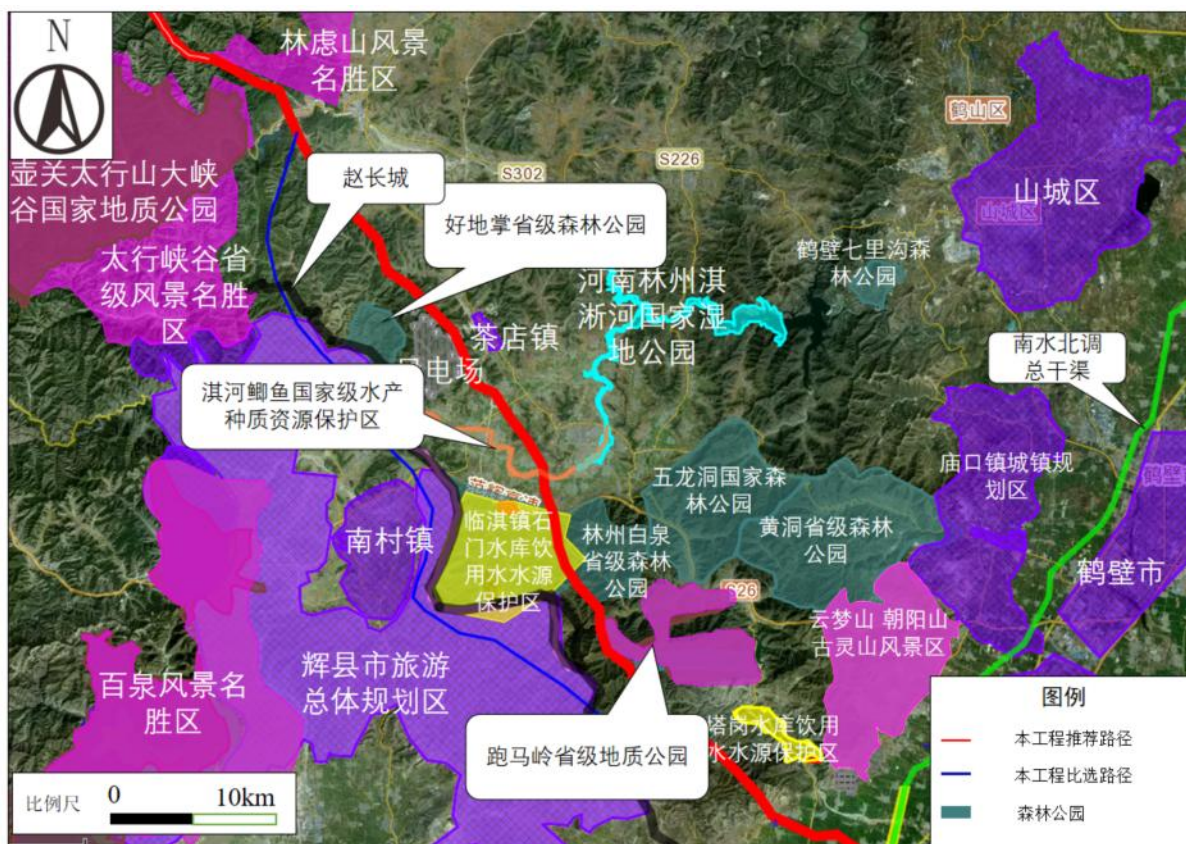 N
林虑山风景
名胜区
鹤山区
S226
S302
壶关太行山大峡
谷国家地质公园
赵长城
山城区
山城区
好地掌省级森林公园
太行峡谷省
级风景名胜
区
鹤壁七里沟森
林公园
河南林州淇
淅河国家湿
地公园
茶店镇
南水北调
总干渠
淇河鲫鱼国家级水产
种质资源保护区
五龙洞国家森
林公园
庙口镇城镇规
划区
黄洞省级森林
公园
临淇镇石
门水库饮
用水水源
保护区
林州白泉
省级森林
公园
南村镇
鹤壁市
云梦山 朝阳山
古灵山风景区
辉县市旅游
总体规划区
百泉风景名
胜区
跑马岭省级地质公园
塔岗水库饮用
水水源保护区
图例
本工程推荐路径
本工程比选路径
森林公园
比例尺
0
10km